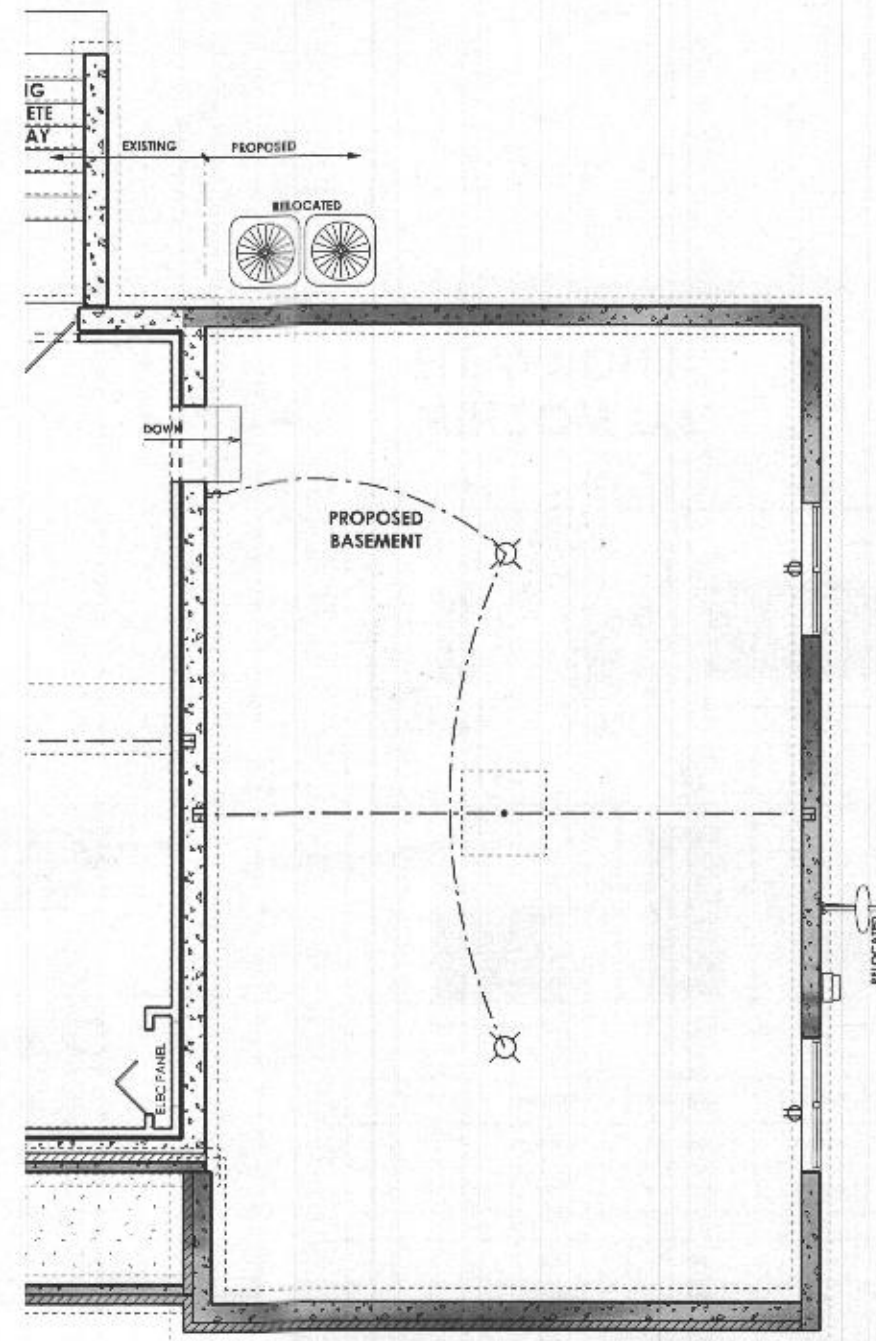 IG
ETE
AY
EXISTING
PROPOSED
RELOCATED
DOWN
PROPOSED
BASEMENT
RELOCATED
ELEC PANEL